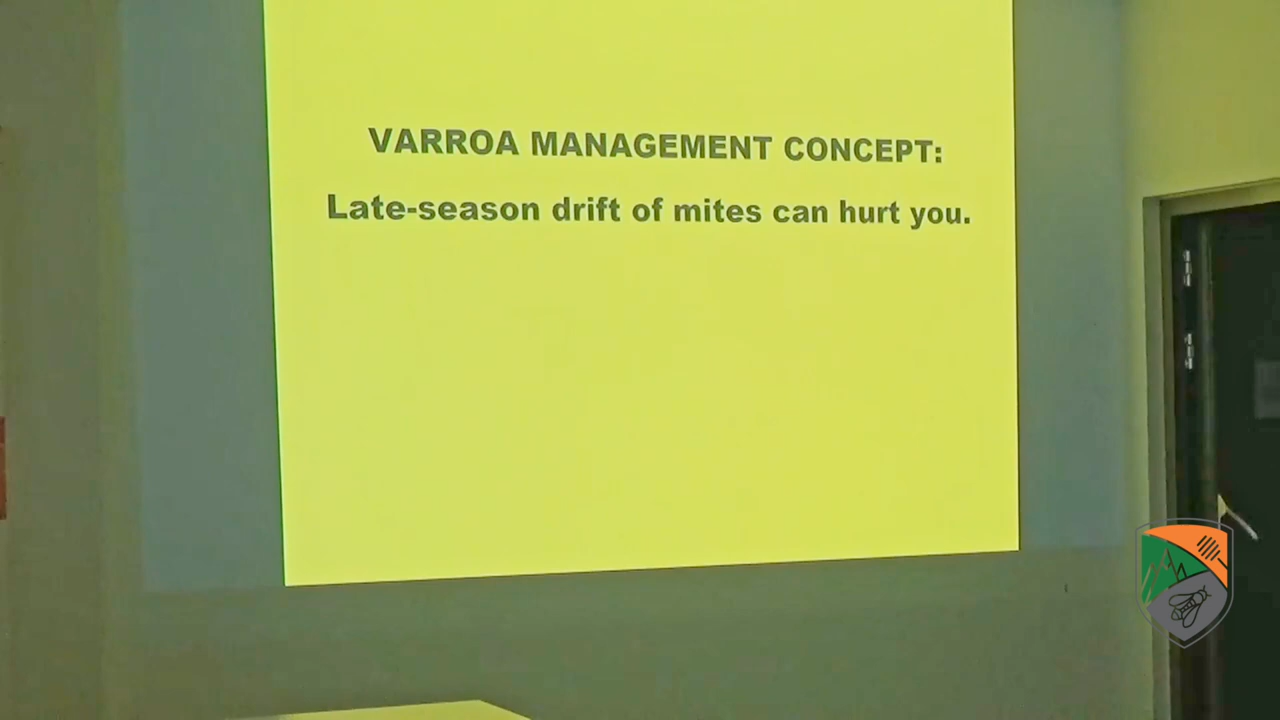 VARROA MANAGEMENT CONCEPT:
Late-season drift of mites can hurt you.